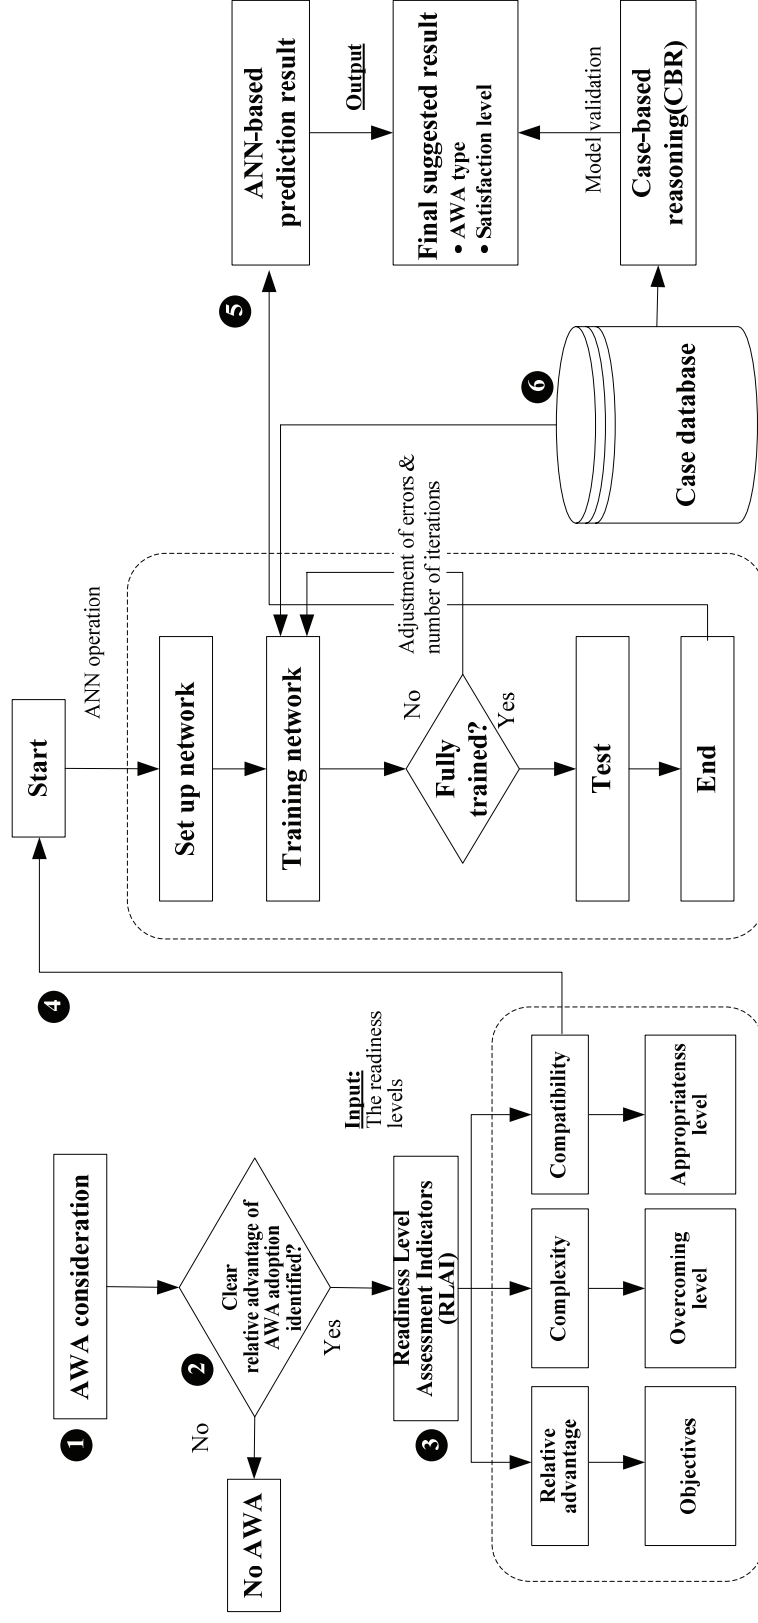 1
AWA consideration
2
Clear
relative advantage of
AWA adoption
identified?
No
No AWA
Yes
3
Readiness Level
Assessment Indicators
(RLAI)
Input:
The readiness
levels
Relative
advantage
Complexity
Compatibility
Objectives
Overcoming
level
Appropriatenss
level
4
Start
ANN operation
Set up network
Training network
Fully
trained?
No
Yes
Adjustment of errors &
number of iterations
Test
End
5
ANN-based
prediction result
Output
Final suggested result
• AWA type
• Satisfaction level
Model validation
Case-based
reasoning(CBR)
6
Case database